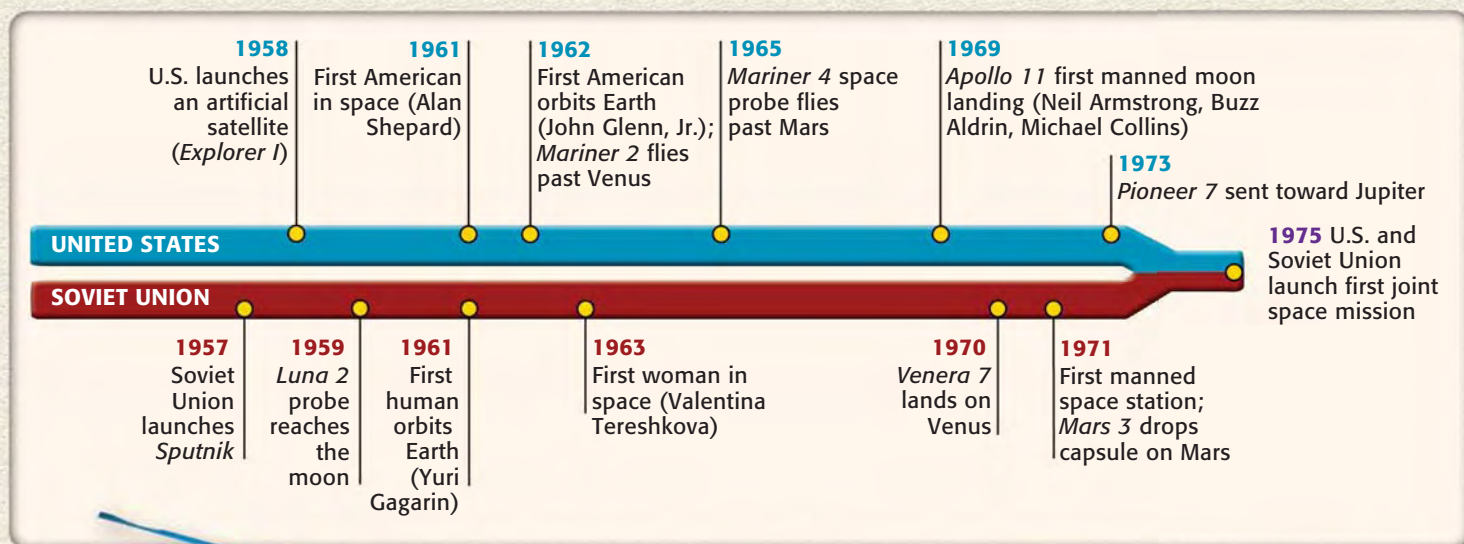 1958
U.S. launches
an artificial
satellite
(Explorer I)
1961
First American
in space (Alan
Shepard)
1962
First American
orbits Earth
(John Glenn, Jr.);
Mariner 2 flies
past Venus
1965
Mariner 4 space
probe flies
past Mars
1969
Apollo 11 first manned moon
landing (Neil Armstrong, Buzz
Aldrin, Michael Collins)
1973
Pioneer 7 sent toward Jupiter
UNITED STATES
1975 U.S. and
Soviet Union
launch first joint
space mission
SOVIET UNION
1957
Soviet
Union
launches
Sputnik
1959
Luna 2
probe
reaches
the
moon
1961
First
human
orbits
Earth
(Yuri
Gagarin)
1963
First woman in
space (Valentina
Tereshkova)
1970
Venera 7
lands on
Venus
1971
First manned
space station;
Mars 3 drops
capsule on Mars